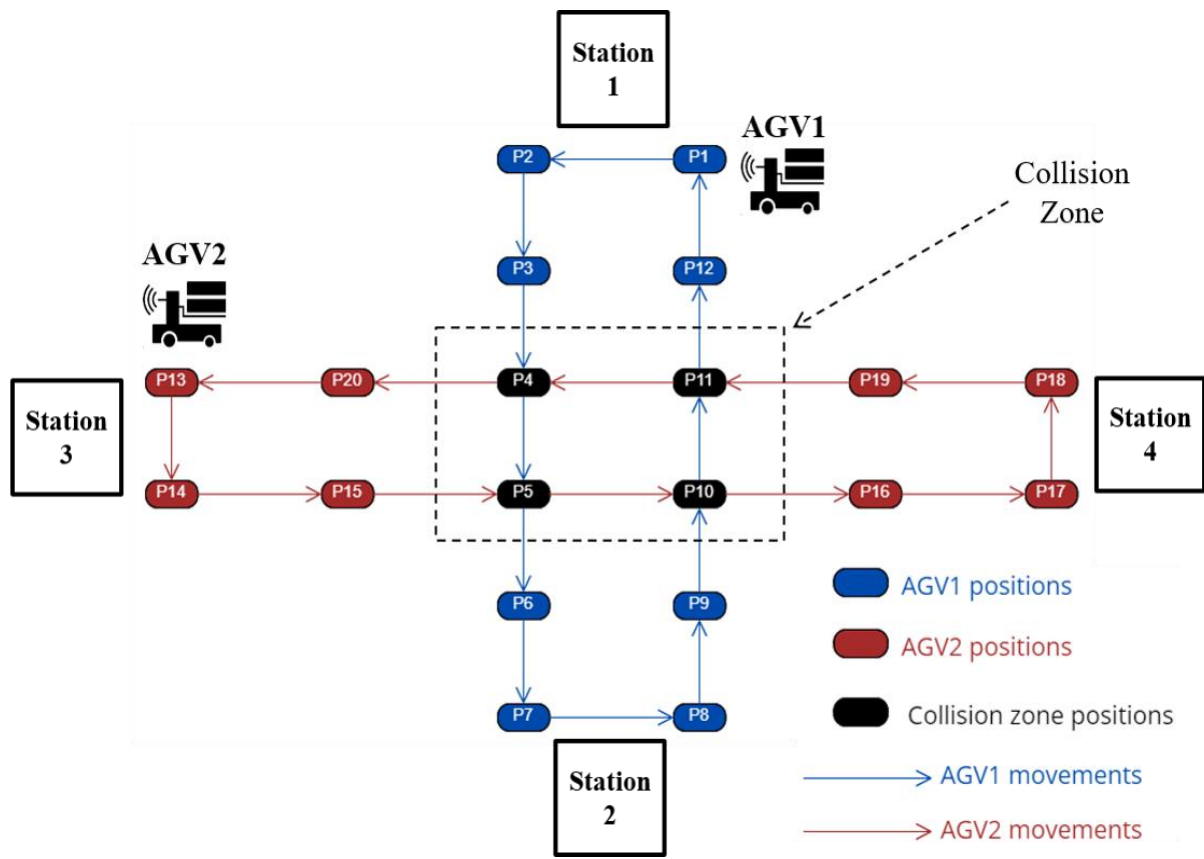 Station
1
AGV1
P2
P1
Collision
Zone
AGV2
P3
P12
P13
P20
P4
P11
P19
P18
Station
3
Station
4
P14
P15
P5
P10
P16
P17
P6
P9
AGV1 positions
AGV2 positions
P7
P8
Collision zone positions
Station
2
AGV1 movements
AGV2 movements